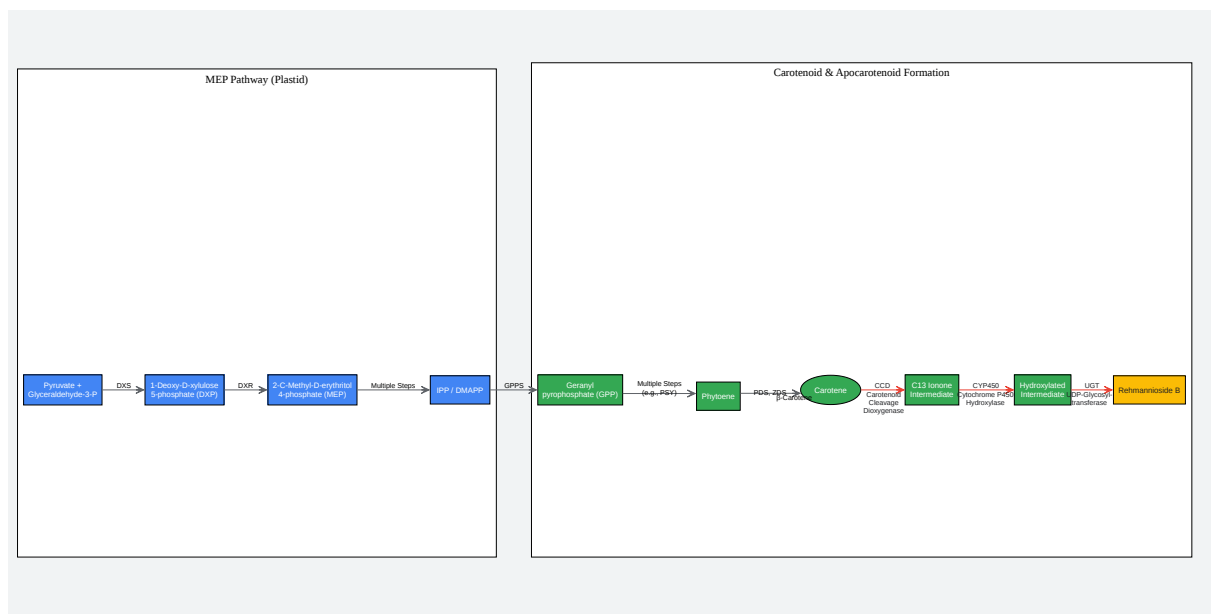 MEP Pathway (Plastid)
Carotenoid & Apocarotenoid Formation
Pyruvate +
Glyceraldehyde-3-P
DXS
1-Deoxy-D-xylulose
5-phosphate (DXP)
DXR
2-C-Methyl-D-erythritol
4-phosphate (MEP)
Multiple Steps
IPP / DMAPP
GPPS
Geranyl
pyrophosphate (GPP)
Multiple Steps
(e.g., PSY)
Phytoene
PDS, ZDS
β-Carotene
Carotene
CCD
Carotenoid
Cleavage
Dioxygenase
C13 Ionone
Intermediate
CYP450
Cytochrome P450
Hydroxylase
Hydroxylated
Intermediate
UGT
UDP-Glycosyl-
transferase
Rehmannioside B